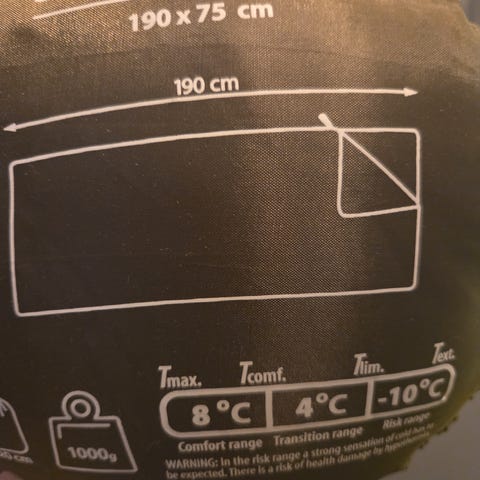 190 x 75 cm
190 cm
Tmax. Tcomf. Tlim. Text.
8 °C 4°C -10°C
Comfort range Transition range Risk range
1000g
cm
WARNING: In the risk range a strong sensation of cold has to
be expected. There is a risk of health damage by hypothermia.